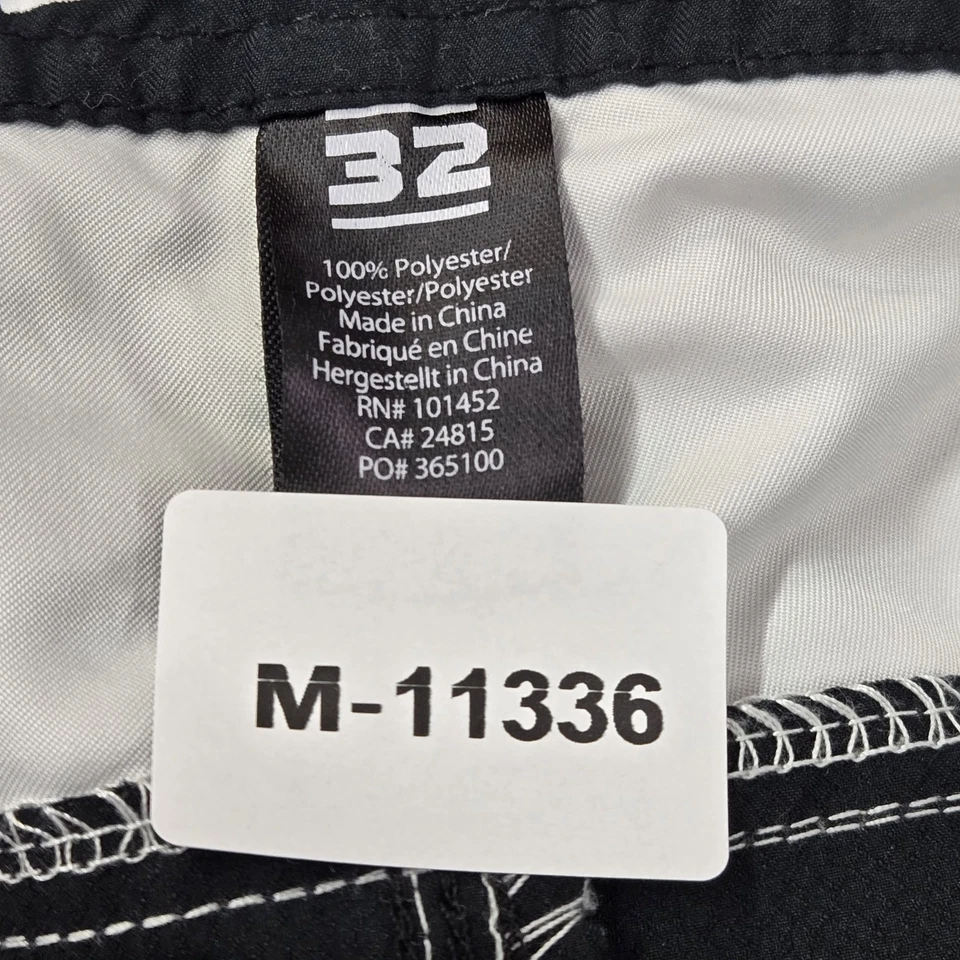 32
100% Polyester/
Polyester/Polyester
Made in China
Fabriqué en Chine
Hergestellt in China
RN# 101452
CA# 24815
PO# 365100
M-11336